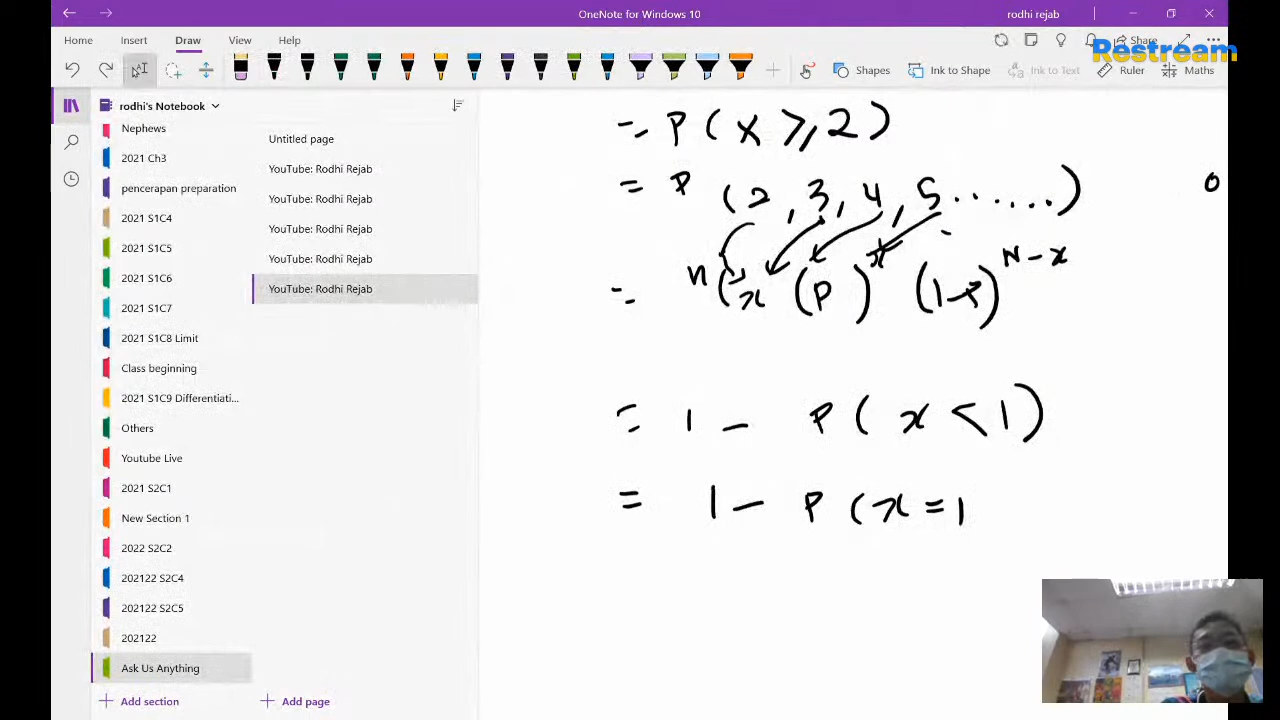 OneNote for Windows 10
rodhi rejab
Home Insert Draw View Help
Share
Restream
Shapes
Ink to Shape
Ink to Text
Ruler
Maths
rodhi's Notebook
Nephews
2021 Ch3
pencerapan preparation
2021 S1C4
2021 S1C5
2021 S1C6
2021 S1C7
2021 S1C8 Limit
Class beginning
2021 S1C9 Differentiati...
Others
Youtube Live
2021 S2C1
New Section 1
2022 S2C2
202122 S2C4
202122 S2C5
202122
Ask Us Anything
Add section
Untitled page
YouTube: Rodhi Rejab
YouTube: Rodhi Rejab
YouTube: Rodhi Rejab
YouTube: Rodhi Rejab
YouTube: Rodhi Rejab
Add page
= P ( x ≥ 2 )
= P ( 2 , 3 , 4 , 5 . . . . . . )
0
= n ( x ( P ) x ( 1 - P ) N - x
= 1 - P ( x < 1 )
= 1 - P ( x = 1